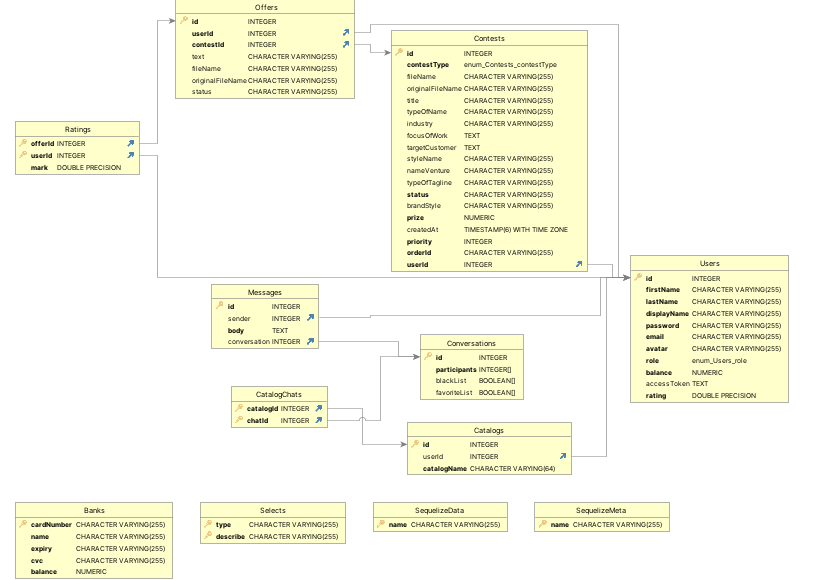 Offers
id INTEGER
userId INTEGER
contestId INTEGER
text CHARACTER VARYING(255)
fileName CHARACTER VARYING(255)
originalFileName CHARACTER VARYING(255)
status CHARACTER VARYING(255)
Contests
id INTEGER
contestType enum_Contests_contestType
fileName CHARACTER VARYING(255)
originalFileName CHARACTER VARYING(255)
title CHARACTER VARYING(255)
typeOfName CHARACTER VARYING(255)
industry CHARACTER VARYING(255)
focusOfWork TEXT
targetCustomer TEXT
styleName CHARACTER VARYING(255)
nameVenture CHARACTER VARYING(255)
typeOfTagline CHARACTER VARYING(255)
status CHARACTER VARYING(255)
brandStyle CHARACTER VARYING(255)
prize NUMERIC
createdAt TIMESTAMP(6) WITH TIME ZONE
priority INTEGER
orderId CHARACTER VARYING(255)
userId INTEGER
Ratings
offerId INTEGER
userId INTEGER
mark DOUBLE PRECISION
Users
id INTEGER
firstName CHARACTER VARYING(255)
lastName CHARACTER VARYING(255)
displayName CHARACTER VARYING(255)
password CHARACTER VARYING(255)
email CHARACTER VARYING(255)
avatar CHARACTER VARYING(255)
role enum_Users_role
balance NUMERIC
accessToken TEXT
rating DOUBLE PRECISION
Messages
id INTEGER
sender INTEGER
body TEXT
conversation INTEGER
Conversations
id INTEGER
participants INTEGER[]
blackList BOOLEAN[]
favoriteList BOOLEAN[]
CatalogChats
catalogId INTEGER
chatId INTEGER
Catalogs
id INTEGER
userId INTEGER
catalogName CHARACTER VARYING(64)
Banks
cardNumber CHARACTER VARYING(255)
name CHARACTER VARYING(255)
expiry CHARACTER VARYING(255)
cvc CHARACTER VARYING(255)
balance NUMERIC
Selects
type CHARACTER VARYING(255)
describe CHARACTER VARYING(255)
SequelizeData
name CHARACTER VARYING(255)
SequelizeMeta
name CHARACTER VARYING(255)